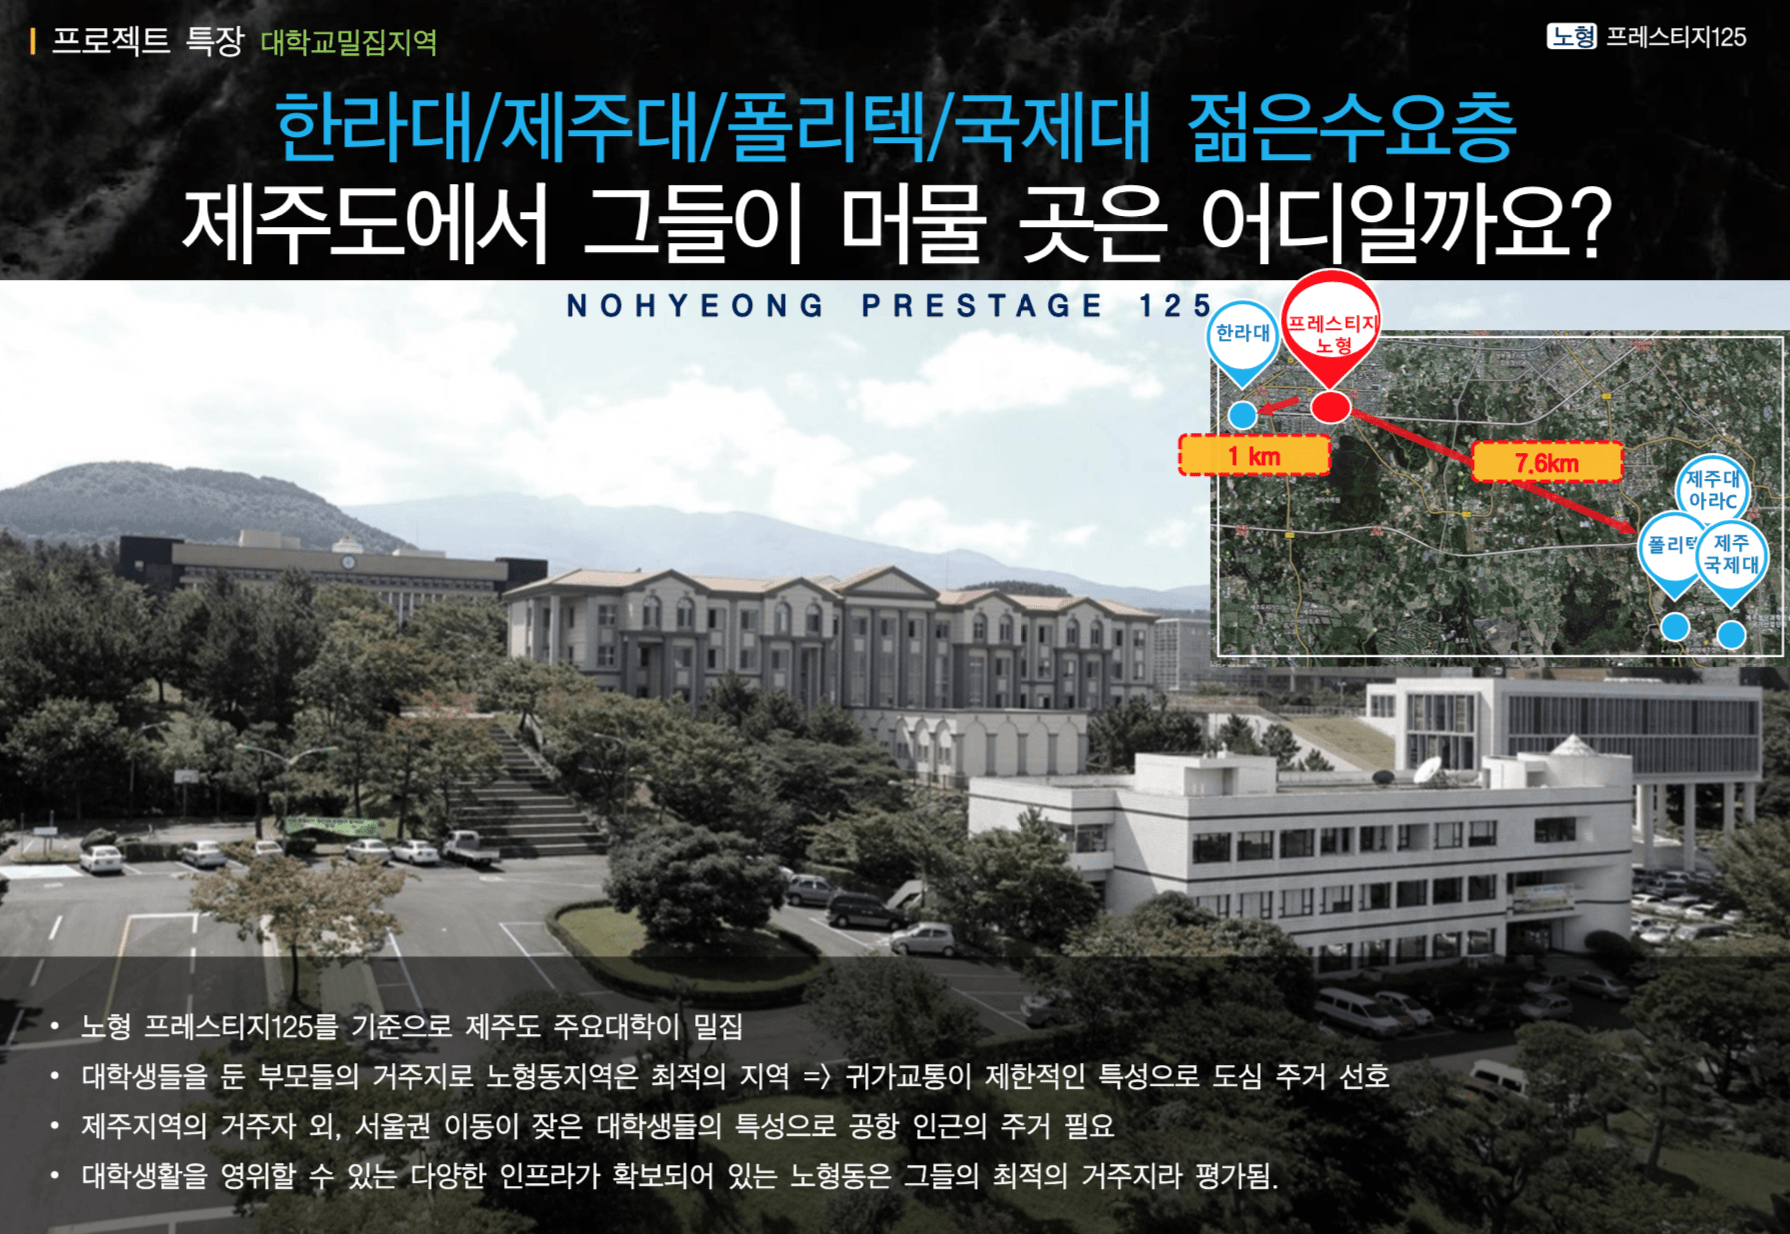 프로젝트 특장 대학교밀집지역
노형 프레스티지125
한라대/제주대/폴리텍/국제대 젊은수요층
제주도에서 그들이 머물 곳은 어디일까요?
NOHYEONG PRESTAGE 125
한라대
프레스티지
노형
1 km
7.6km
제주대
아라C
폴리텍
제주
국제대
• 노형 프레스티지125를 기준으로 제주도 주요대학이 밀집
• 대학생들을 둔 부모들의 거주지로 노형동지역은 최적의 지역 => 귀가교통이 제한적인 특성으로 도심 주거 선호
• 제주지역의 거주자 외, 서울권 이동이 잦은 대학생들의 특성으로 공항 인근의 주거 필요
• 대학생활을 영위할 수 있는 다양한 인프라가 확보되어 있는 노형동은 그들의 최적의 거주지라 평가됨.